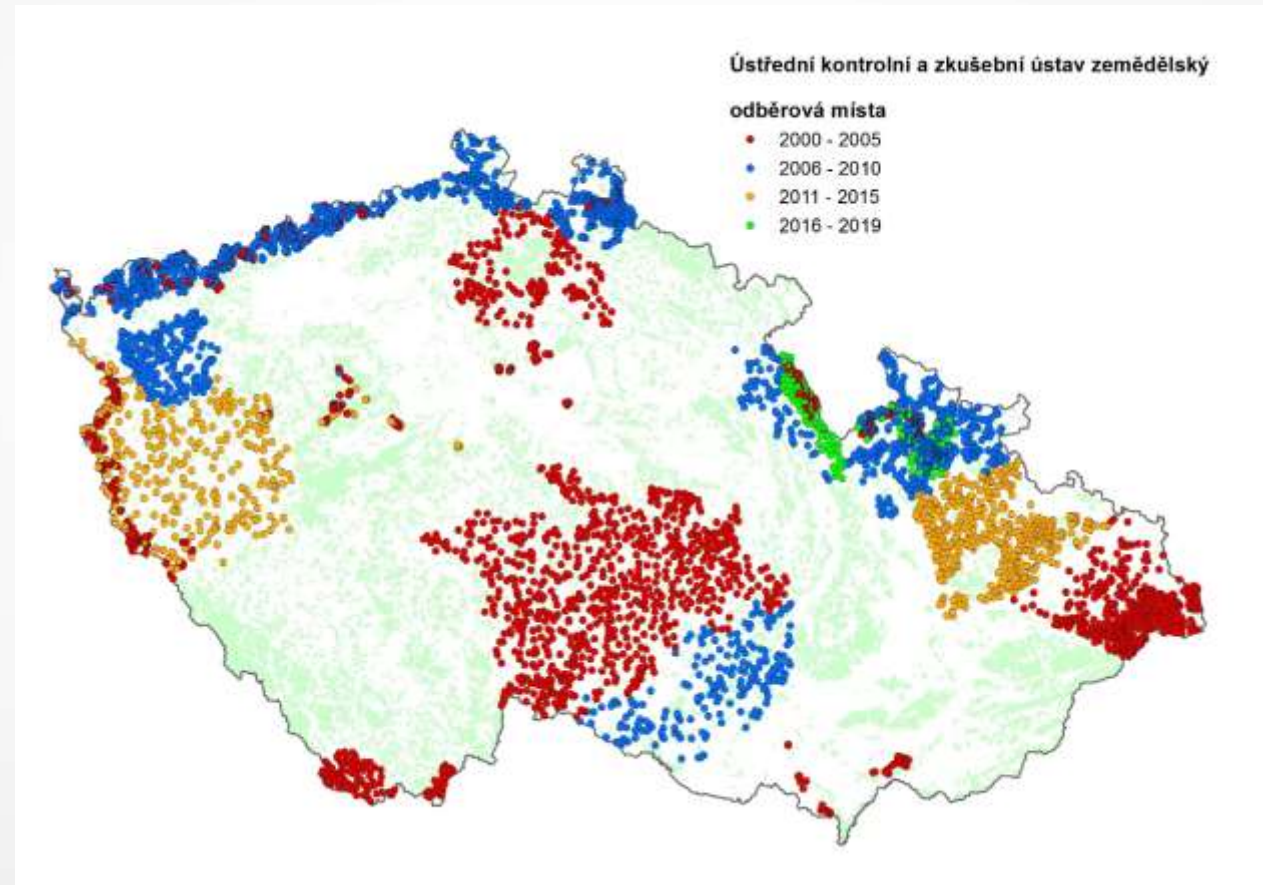 Ústřední kontrolní a zkušební ústav zemědělský
odběrová místa
2000 - 2005
2006 - 2010
2011 - 2015
2016 - 2019